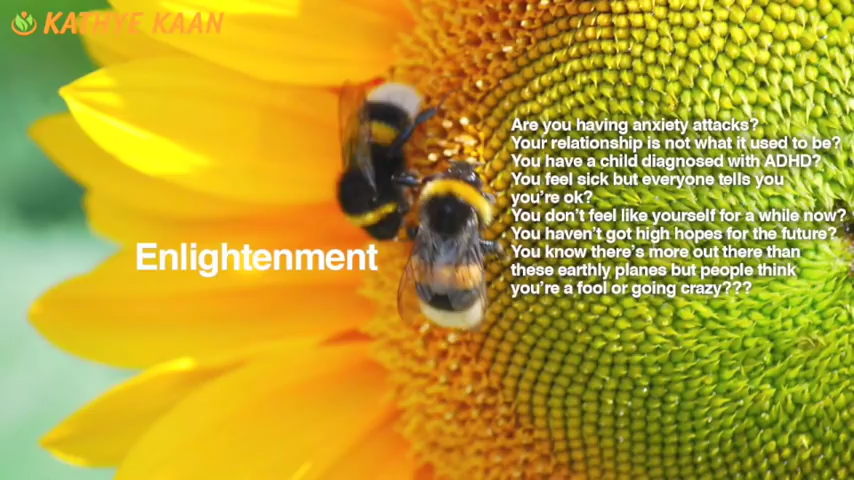 KATHYE KAAN
Are you having anxiety attacks?
Your relationship is not what it used to be?
You have a child diagnosed with ADHD?
You feel sick but everyone tells you
you're ok?
You don't feel like yourself for a while now?
You haven't got high hopes for the future?
You know there's more out there than
these earthly planes but people think
you're a fool or going crazy???
Enlightenment